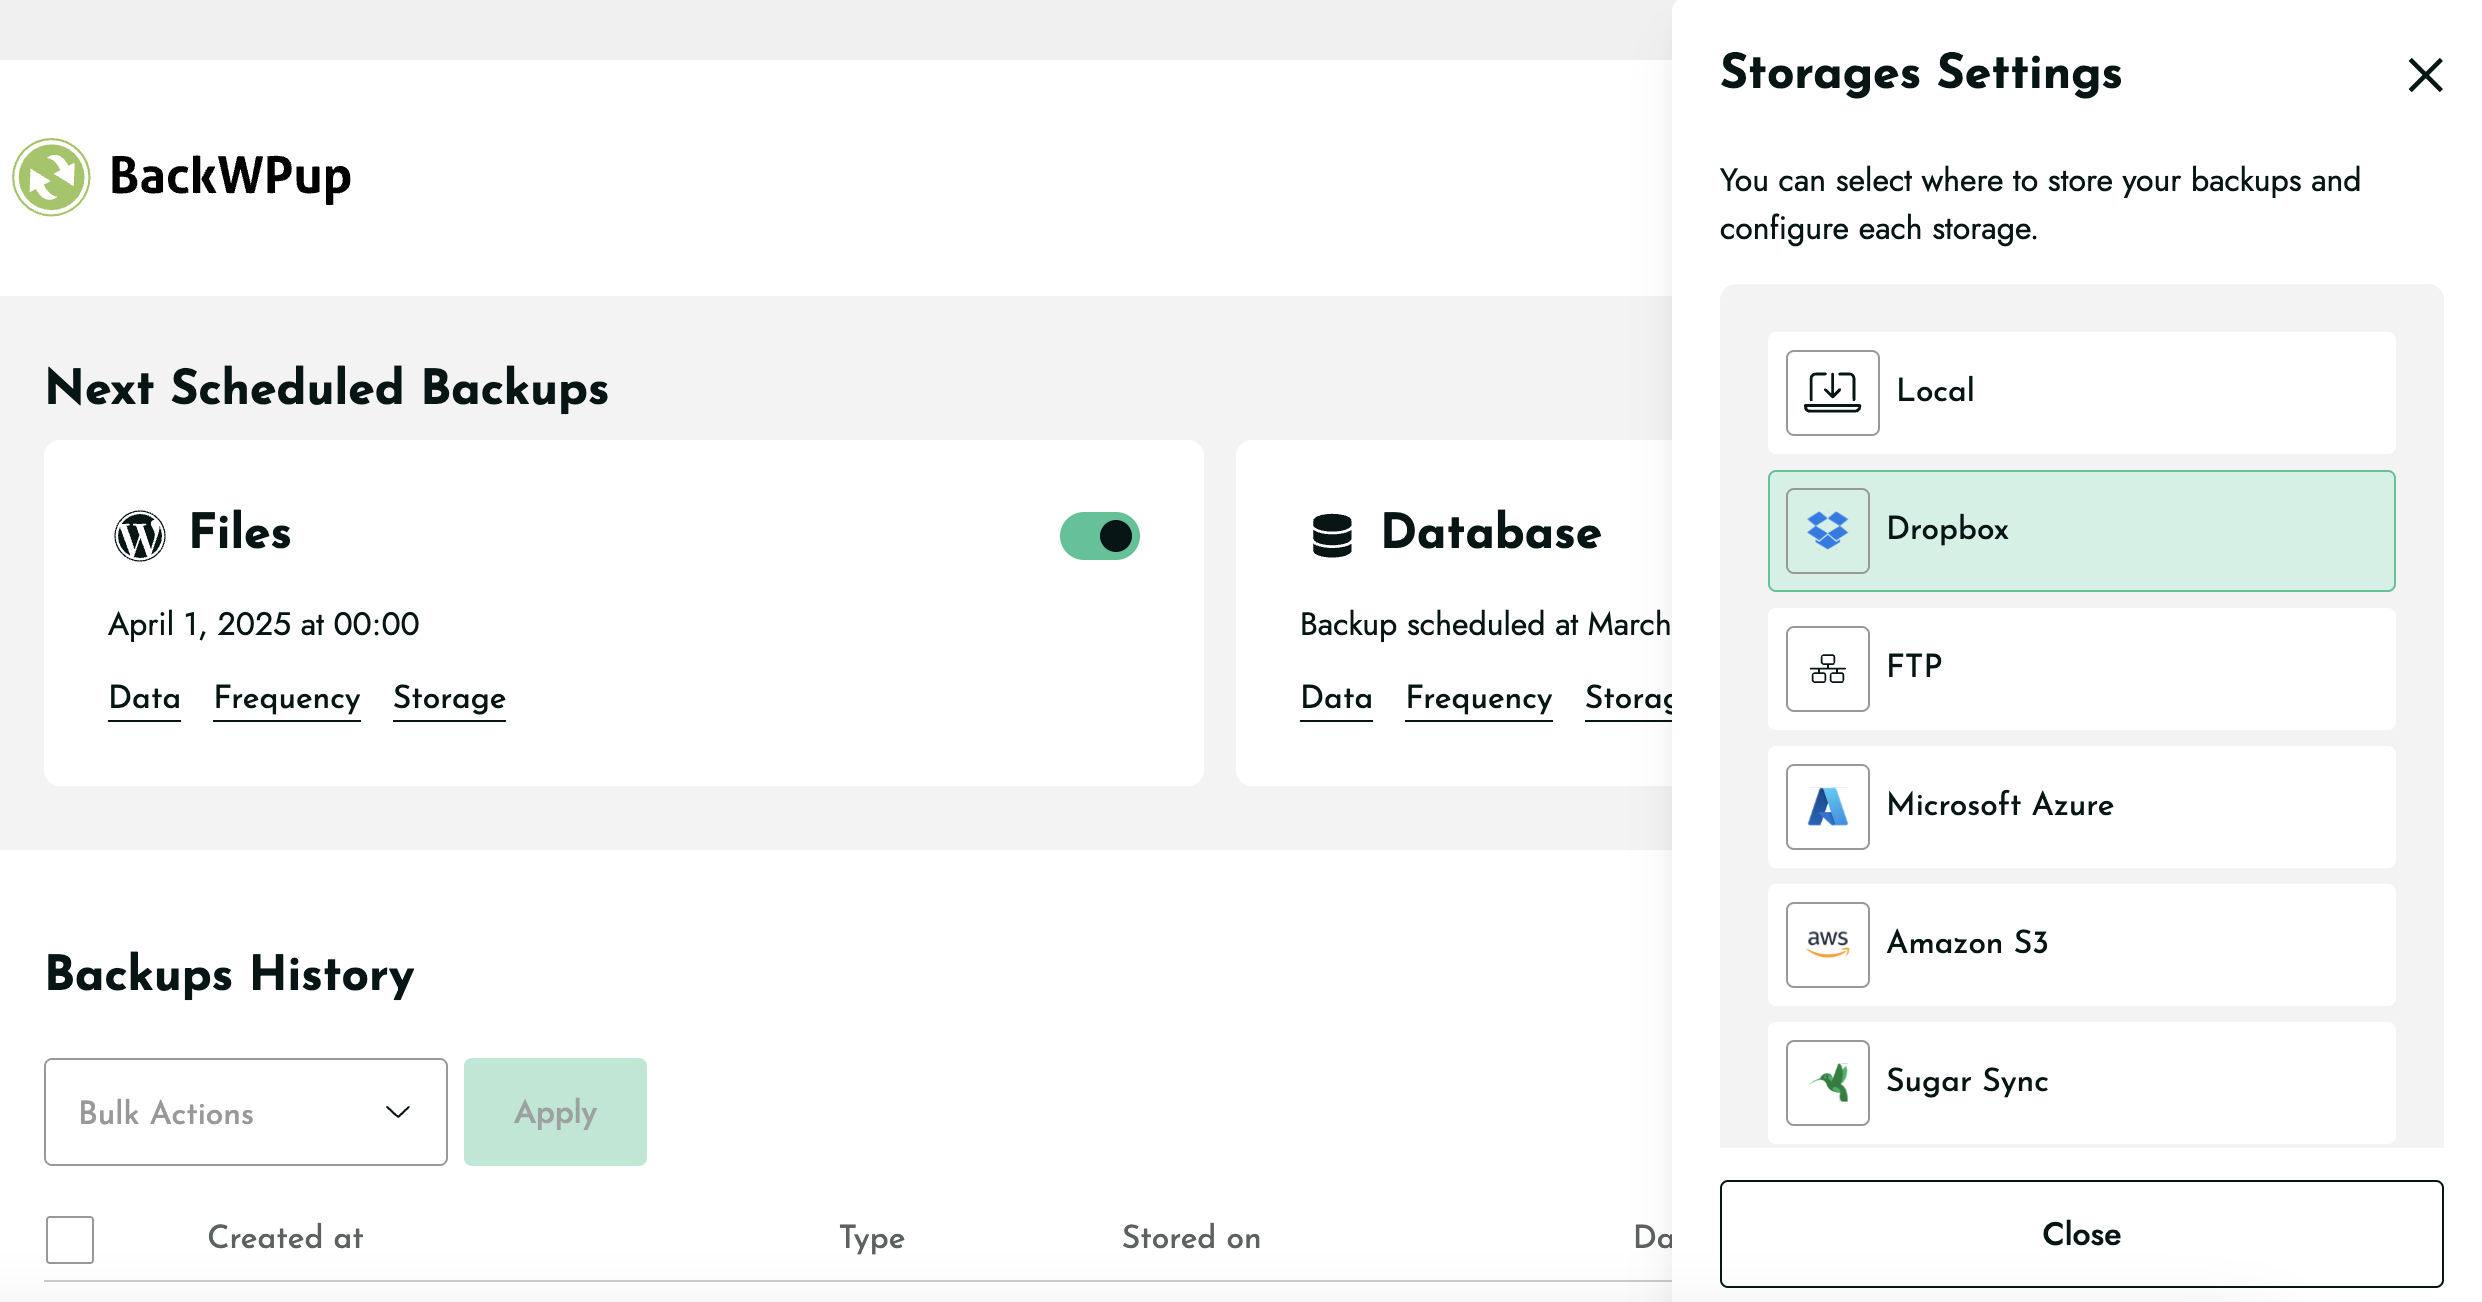 BackWPup
Next Scheduled Backups
Files
April 1, 2025 at 00:00
Data Frequency Storage
Database
Backup scheduled at March
Data Frequency
Backups History
Bulk Actions
Apply
Created at Type Stored on
Storages Settings
You can select where to store your backups and
configure each storage.
Local
Dropbox
FTP
Microsoft Azure
aws
Amazon S3
Sugar Sync
Close